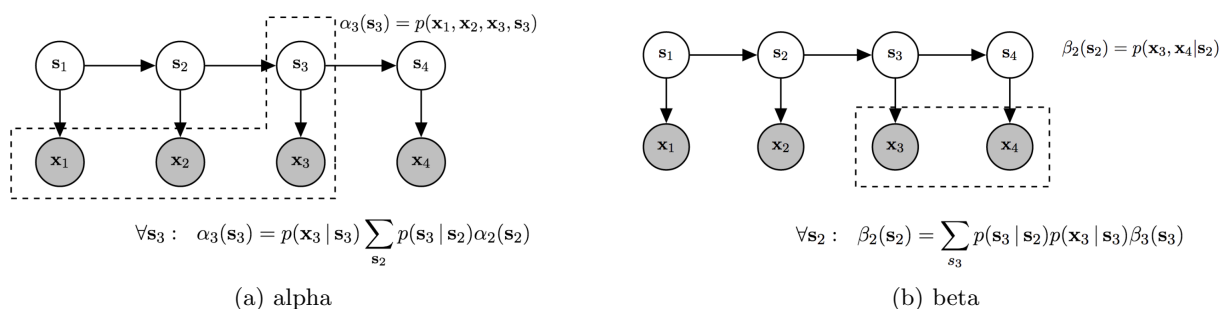 α₃(s₃) = p(x₁, x₂, x₃, s₃)
s₁ s₂ s₃ s₄
x₁ x₂ x₃ x₄
∀s₃ : α₃(s₃) = p(x₃ | s₃) ∑_{s₂} p(s₃ | s₂)α₂(s₂)
(a) alpha
β₂(s₂) = p(x₃, x₄|s₂)
s₁ s₂ s₃ s₄
x₁ x₂ x₃ x₄
∀s₂ : β₂(s₂) = ∑_{s₃} p(s₃ | s₂)p(x₃ | s₃)β₃(s₃)
(b) beta